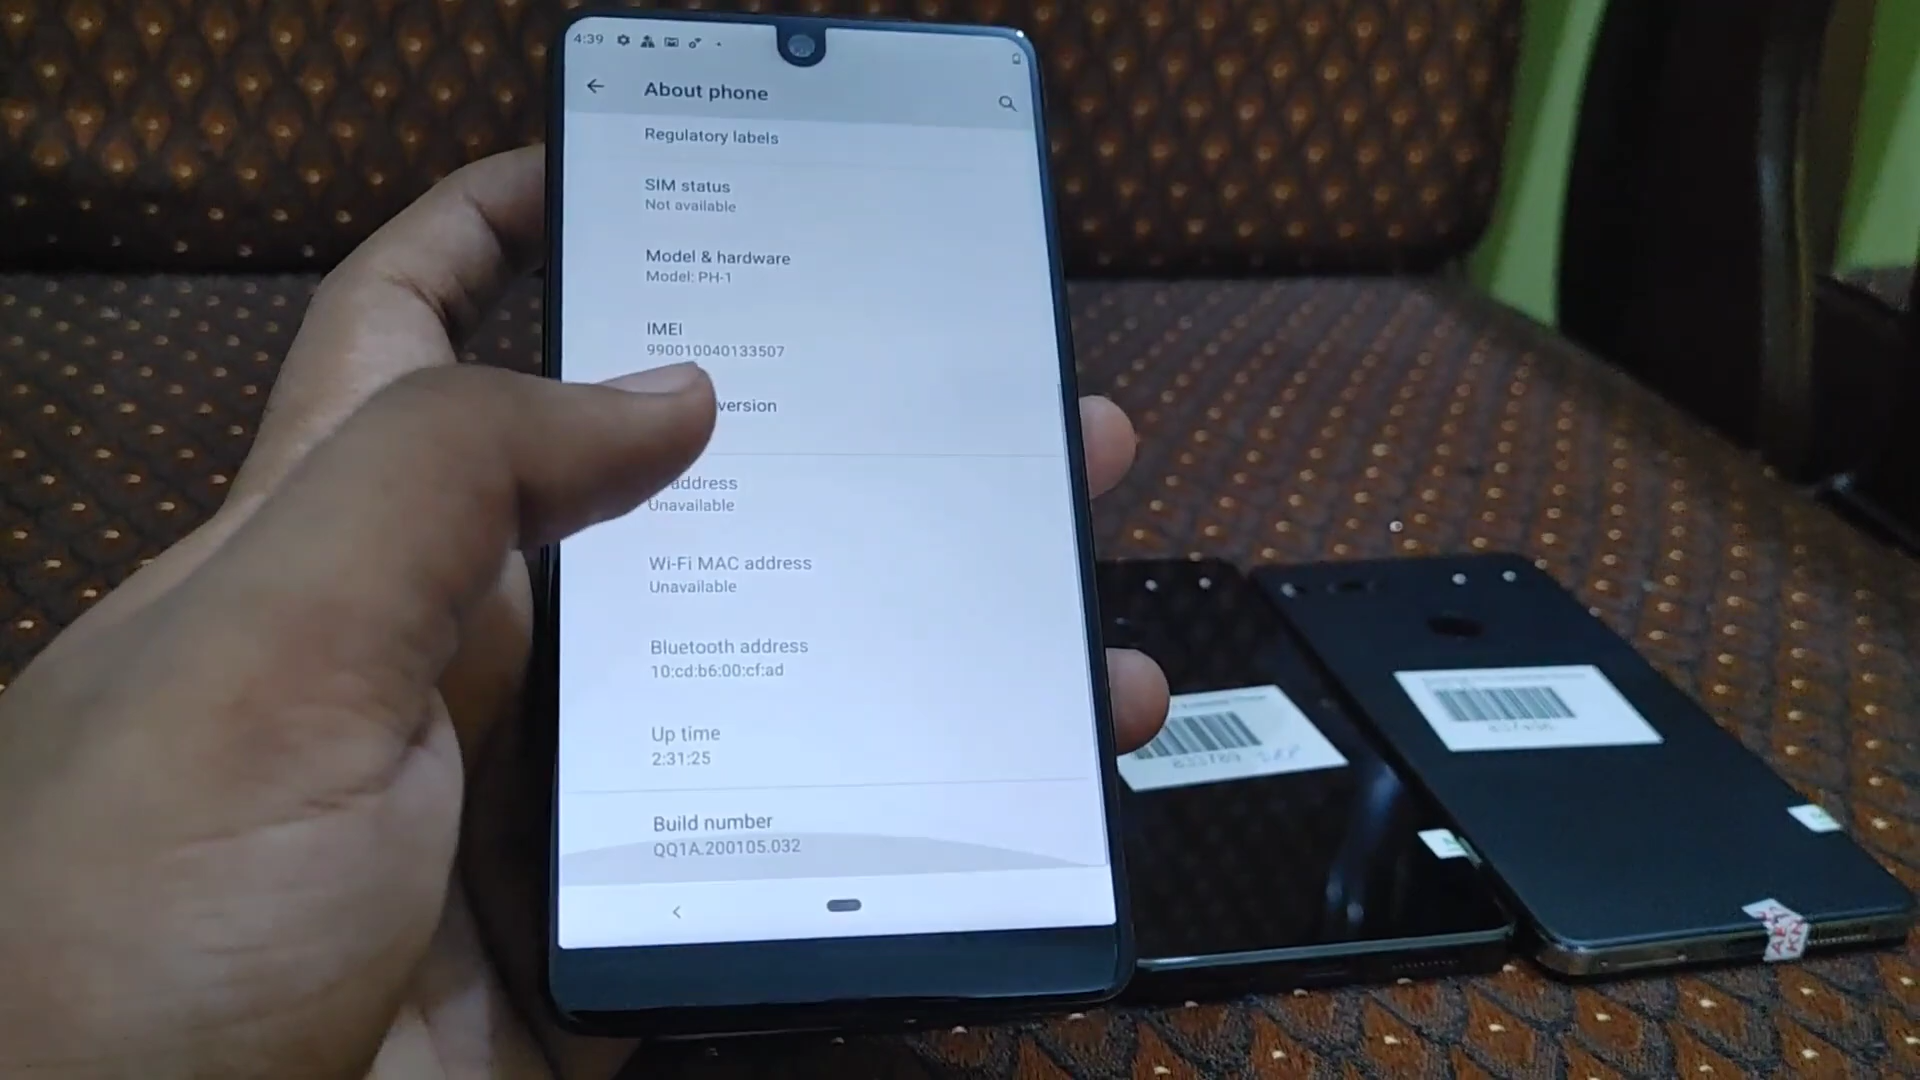 4:39
About phone
Regulatory labels
SIM status
Not available
Model & hardware
Model: PH-1
IMEI
990010040133507
version
address
Unavailable
Wi-Fi MAC address
Unavailable
Bluetooth address
10:cd:b6:00:cf:ad
Up time
2:31:25
Build number
QQ1A.200105.032
833789